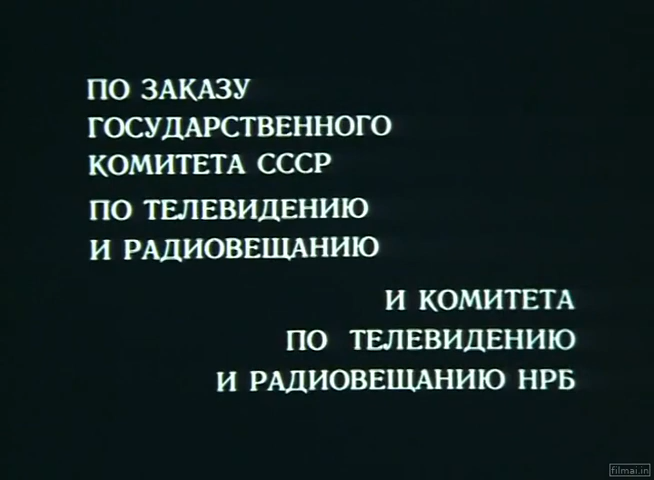 ПО ЗАКАЗУ
ГОСУДАРСТВЕННОГО
КОМИТЕТА СССР
ПО ТЕЛЕВИДЕНИЮ
И РАДИОВЕЩАНИЮ
И КОМИТЕТА
ПО ТЕЛЕВИДЕНИЮ
И РАДИОВЕЩАНИЮ НРБ
filmai.in